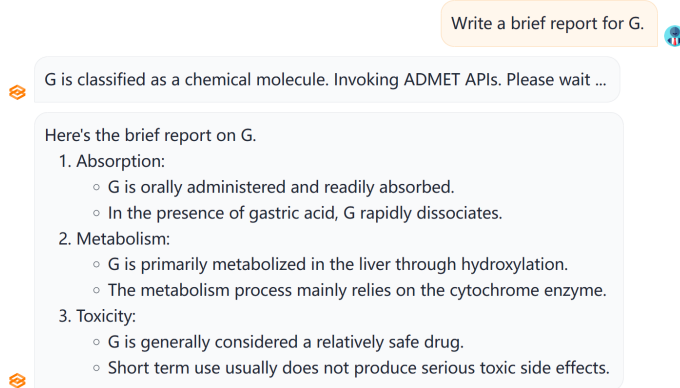 Write a brief report for G.
G is classified as a chemical molecule. Invoking ADMET APIs. Please wait ...
Here's the brief report on G.
1. Absorption:
◦ G is orally administered and readily absorbed.
◦ In the presence of gastric acid, G rapidly dissociates.
2. Metabolism:
◦ G is primarily metabolized in the liver through hydroxylation.
◦ The metabolism process mainly relies on the cytochrome enzyme.
3. Toxicity:
◦ G is generally considered a relatively safe drug.
◦ Short term use usually does not produce serious toxic side effects.